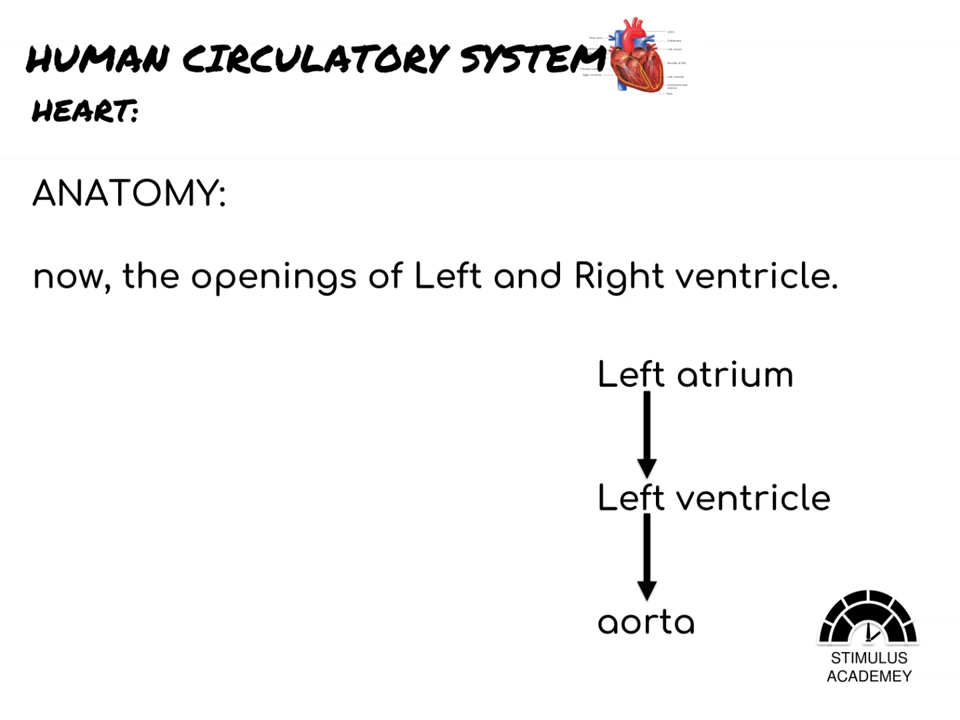 HUMAN CIRCULATORY SYSTEM
HEART:
ANATOMY:
now, the openings of Left and Right ventricle.
Left atrium
Left ventricle
aorta
STIMULUS
ACADEMEY